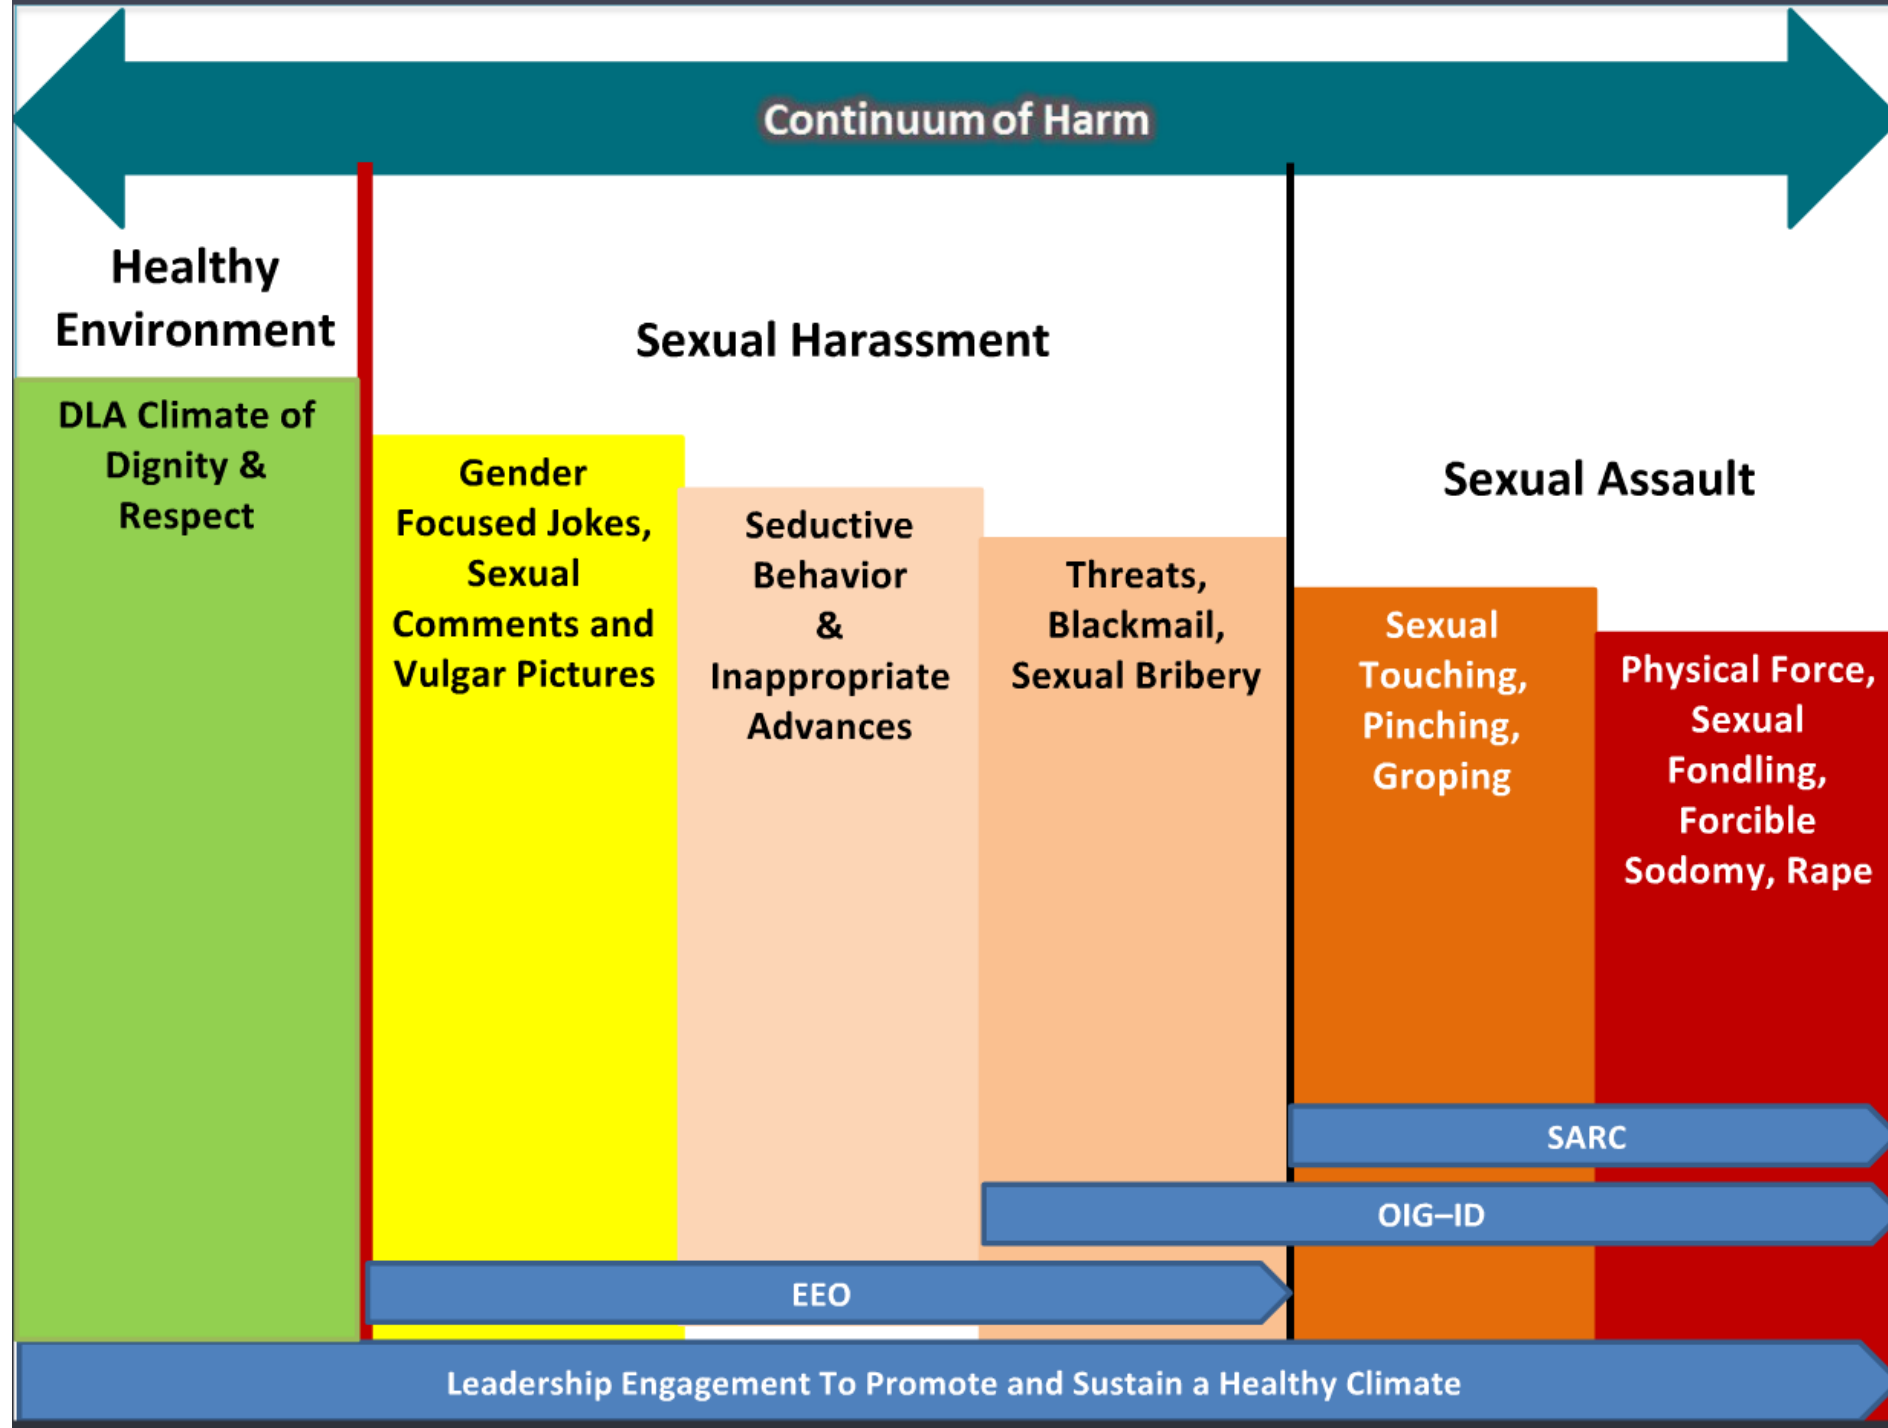 Continuum of Harm
Healthy
Environment
Sexual Harassment
Sexual Assault
DLA Climate of
Dignity &
Respect
Gender
Focused Jokes,
Sexual
Comments and
Vulgar Pictures
Seductive
Behavior
&
Inappropriate
Advances
Threats,
Blackmail,
Sexual Bribery
Sexual
Touching,
Pinching,
Groping
Physical Force,
Sexual
Fondling,
Forcible
Sodomy, Rape
SARC
OIG–ID
EEO
Leadership Engagement To Promote and Sustain a Healthy Climate